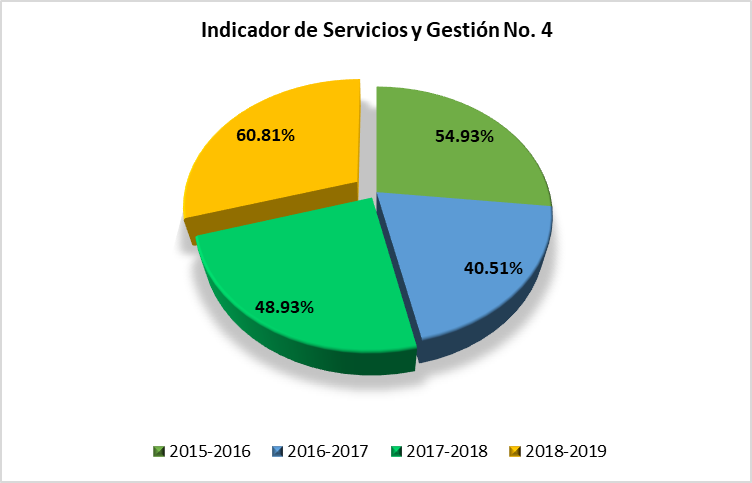 Indicador de Servicios y Gestión No. 4
60.81%
54.93%
40.51%
48.93%
2015-2016 2016-2017 2017-2018 2018-2019